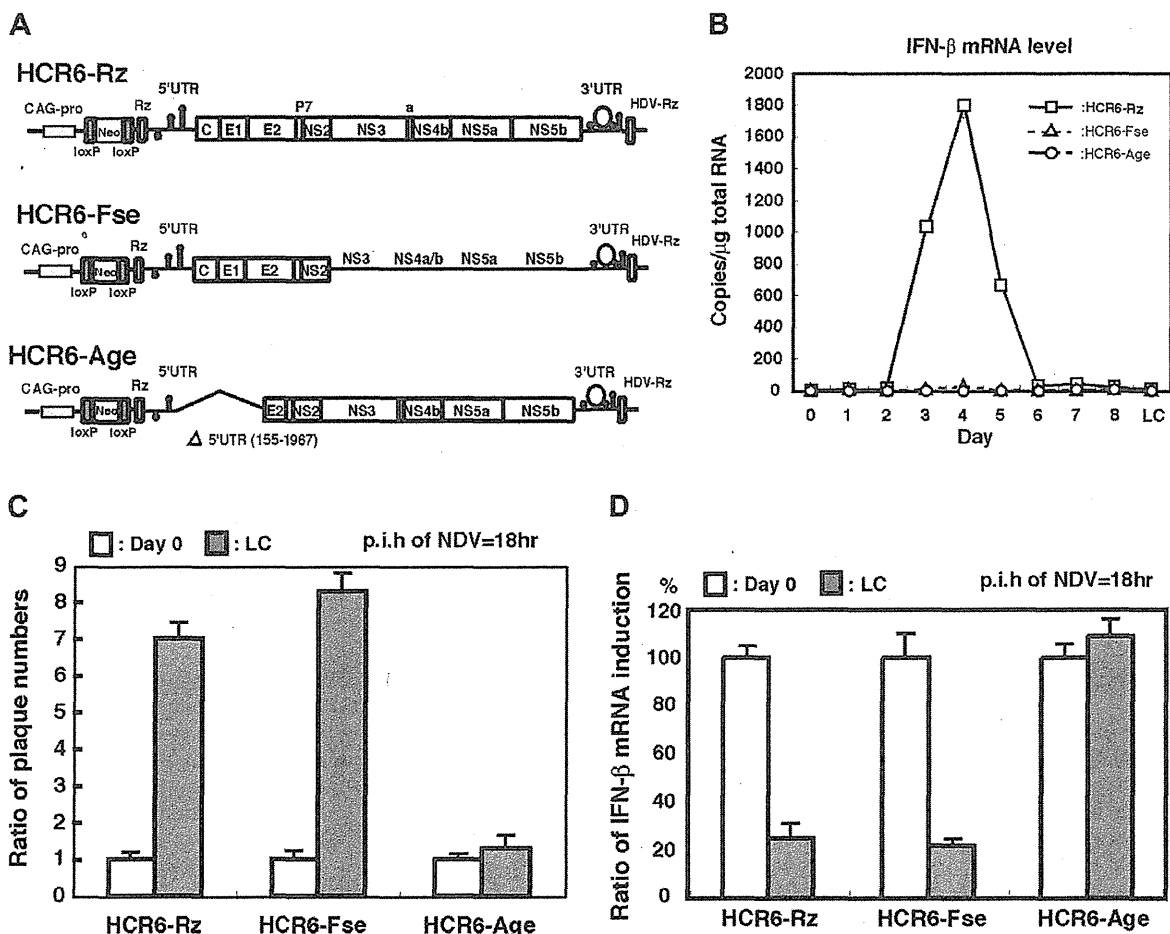 A
HCR6-Rz
CAG-pro Rz 5'UTR P7 a 3'UTR HDV-Rz
Neo C E1 E2 NS2 NS3 NS4b NS5a NS5b
loxP loxP
HCR6-Fse
CAG-pro Rz 5'UTR NS3 NS4a/b NS5a NS5b 3'UTR HDV-Rz
Neo C E1 E2 NS2
loxP loxP
HCR6-Age
CAG-pro Rz 5'UTR 3'UTR HDV-Rz
Neo E2 NS2 NS3 NS4b NS5a NS5b
loxP loxP
Δ 5'UTR (155-1967)
B
IFN-β mRNA level
Copies/μg total RNA
2000
1800
1600
1400
1200
1000
800
600
400
200
0
:HCR6-Rz
:HCR6-Fse
:HCR6-Age
0 1 2 3 4 5 6 7 8 LC
Day
C
: Day 0 : LC p.i.h of NDV=18hr
Ratio of plaque numbers
9
8
7
6
5
4
3
2
1
0
HCR6-Rz HCR6-Fse HCR6-Age
D
% : Day 0 : LC p.i.h of NDV=18hr
Ratio of IFN-β mRNA induction
120
100
80
60
40
20
0
HCR6-Rz HCR6-Fse HCR6-Age